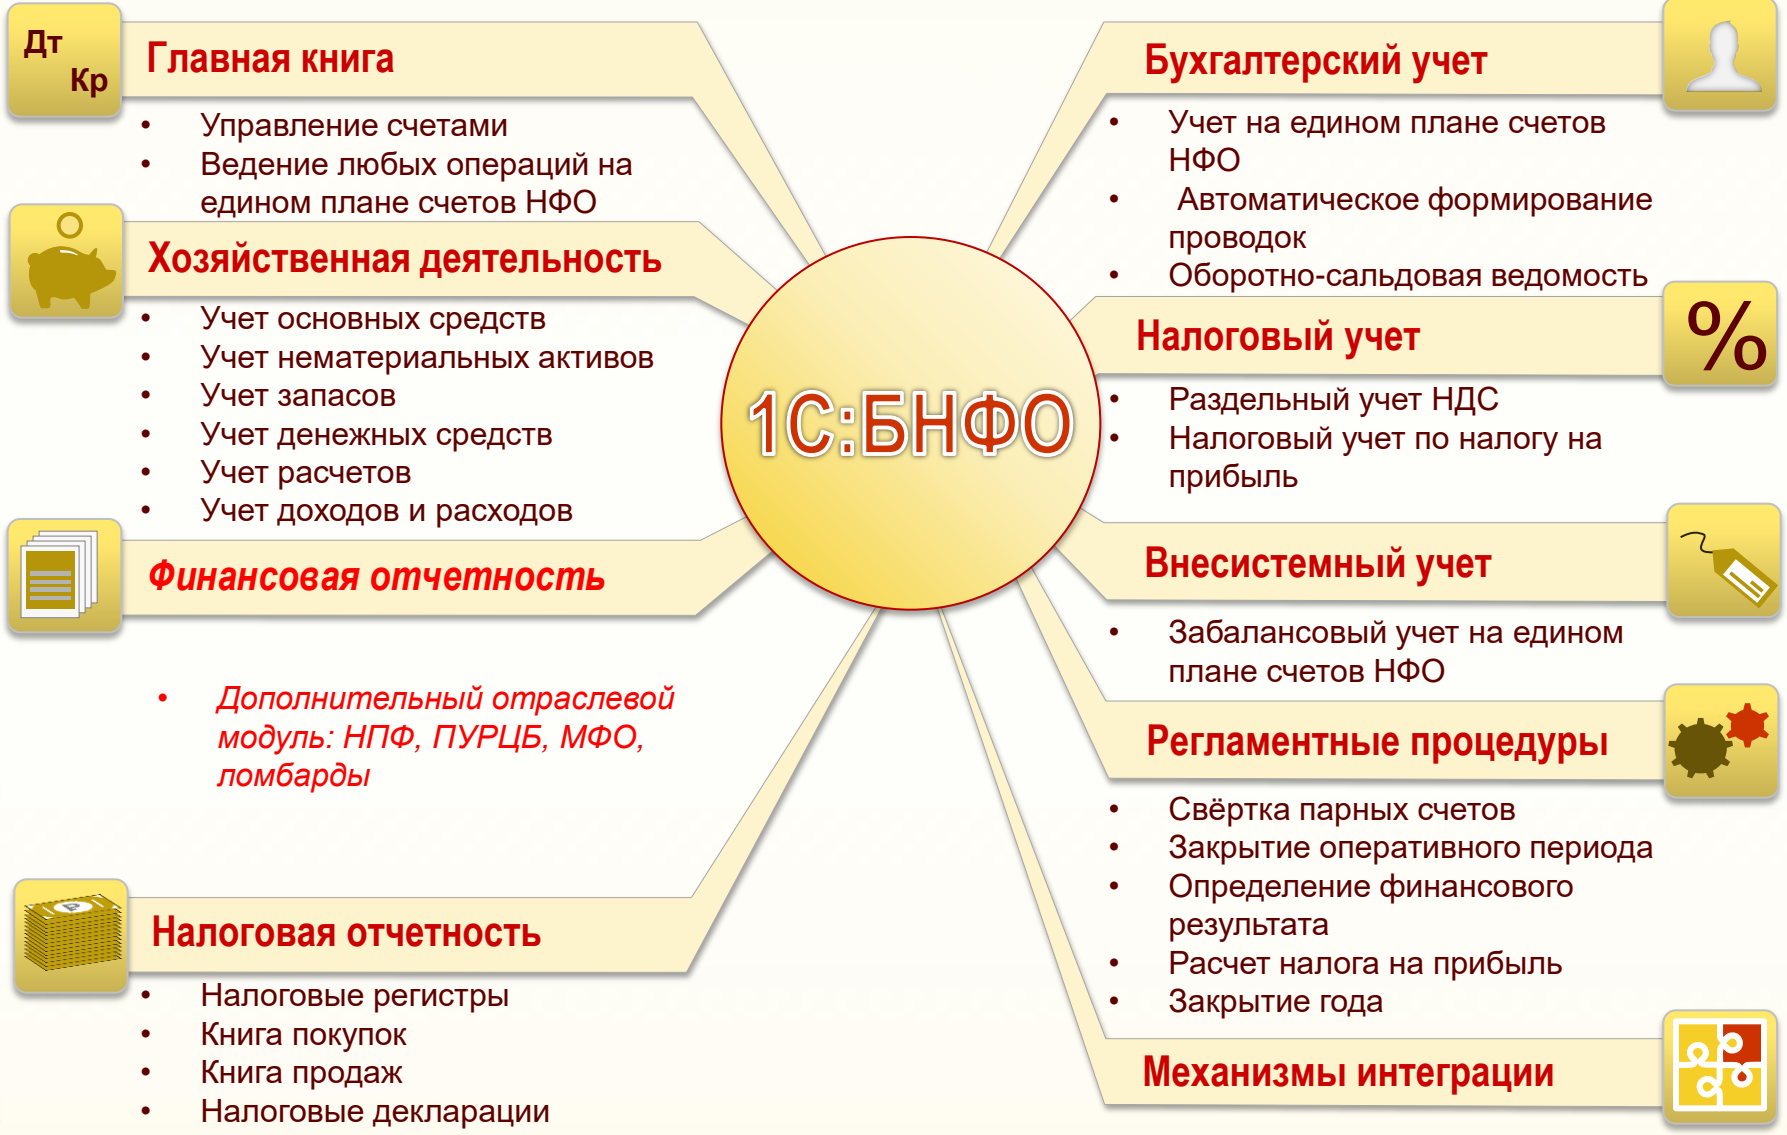 Дт
Кр
Главная книга
• Управление счетами
• Ведение любых операций на
едином плане счетов НФО
Хозяйственная деятельность
• Учет основных средств
• Учет нематериальных активов
• Учет запасов
• Учет денежных средств
• Учет расчетов
• Учет доходов и расходов
Финансовая отчетность
• Дополнительный отраслевой
модуль: НПФ, ПУРЦБ, МФО,
ломбарды
Налоговая отчетность
• Налоговые регистры
• Книга покупок
• Книга продаж
• Налоговые декларации
1С:БНФО
Бухгалтерский учет
• Учет на едином плане счетов
НФО
• Автоматическое формирование
проводок
• Оборотно-сальдовая ведомость
Налоговый учет
%
• Раздельный учет НДС
• Налоговый учет по налогу на
прибыль
Внесистемный учет
• Забалансовый учет на едином
плане счетов НФО
Регламентные процедуры
• Свёртка парных счетов
• Закрытие оперативного периода
• Определение финансового
результата
• Расчет налога на прибыль
• Закрытие года
Механизмы интеграции